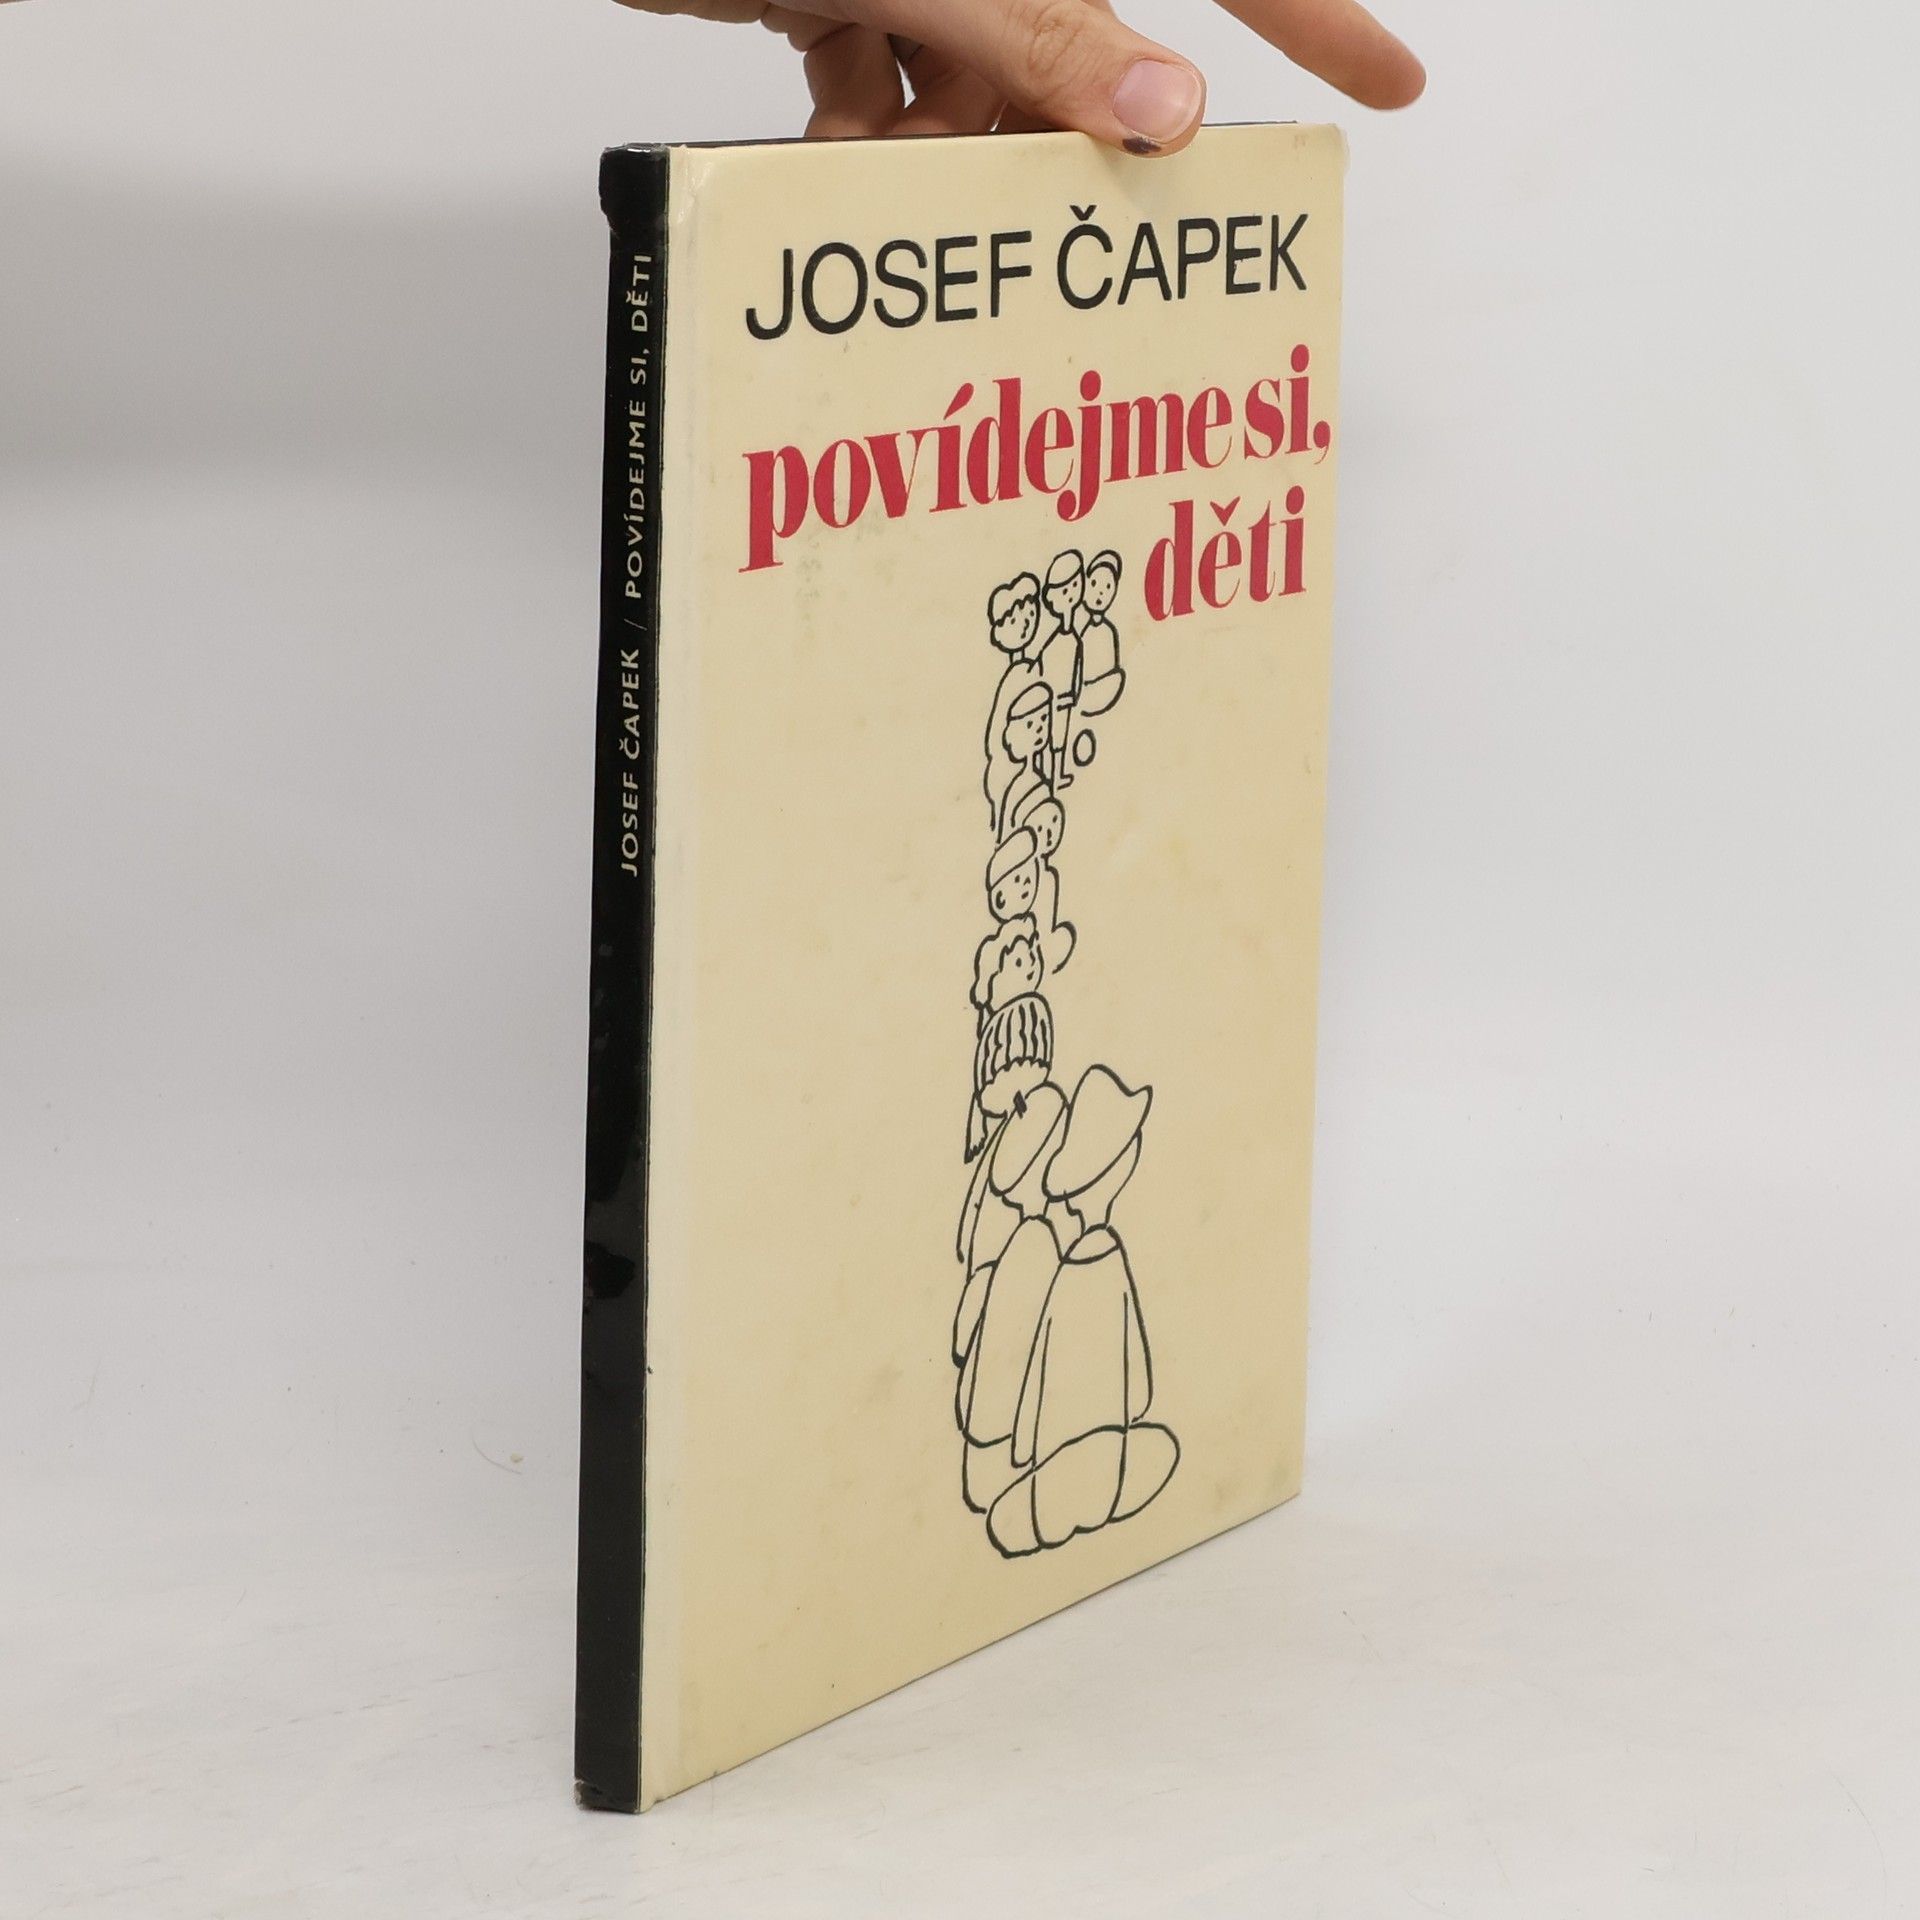 JOSEF ČAPEK
povídejme si,
děti
JOSEF ČAPEK / POVÍDEJME SI, DĚTI